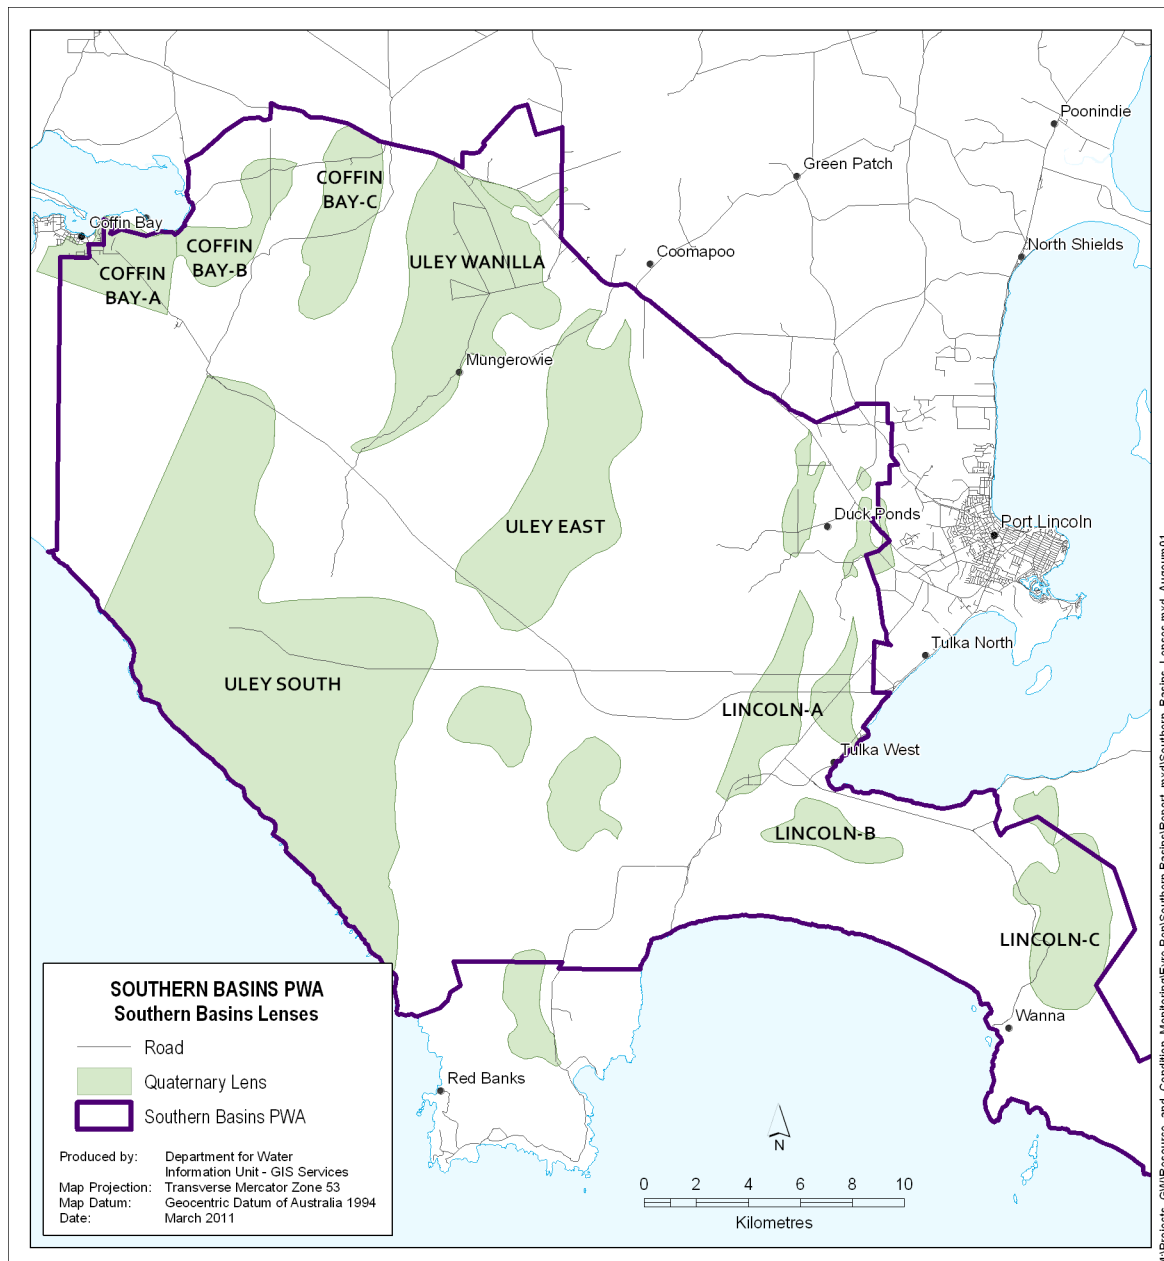 Poonindie
Green Patch
COFFIN
BAY-C
Coffin Bay
COFFIN
BAY-B
North Shields
Coomapoo
ULEY WANILLA
COFFIN
BAY-A
Mungerowie
Duck Ponds
Port Lincoln
ULEY EAST
Tulka North
ULEY SOUTH
LINCOLN-A
Tulka West
LINCOLN-B
LINCOLN-C
Wanna
Red Banks
SOUTHERN BASINS PWA
Southern Basins Lenses
Road
Quaternary Lens
Southern Basins PWA
Produced by: Department for Water
Information Unit - GIS Services
Map Projection: Transverse Mercator Zone 53
Map Datum: Geocentric Datum of Australia 1994
Date: March 2011
N
0 2 4 6 8 10
Kilometres